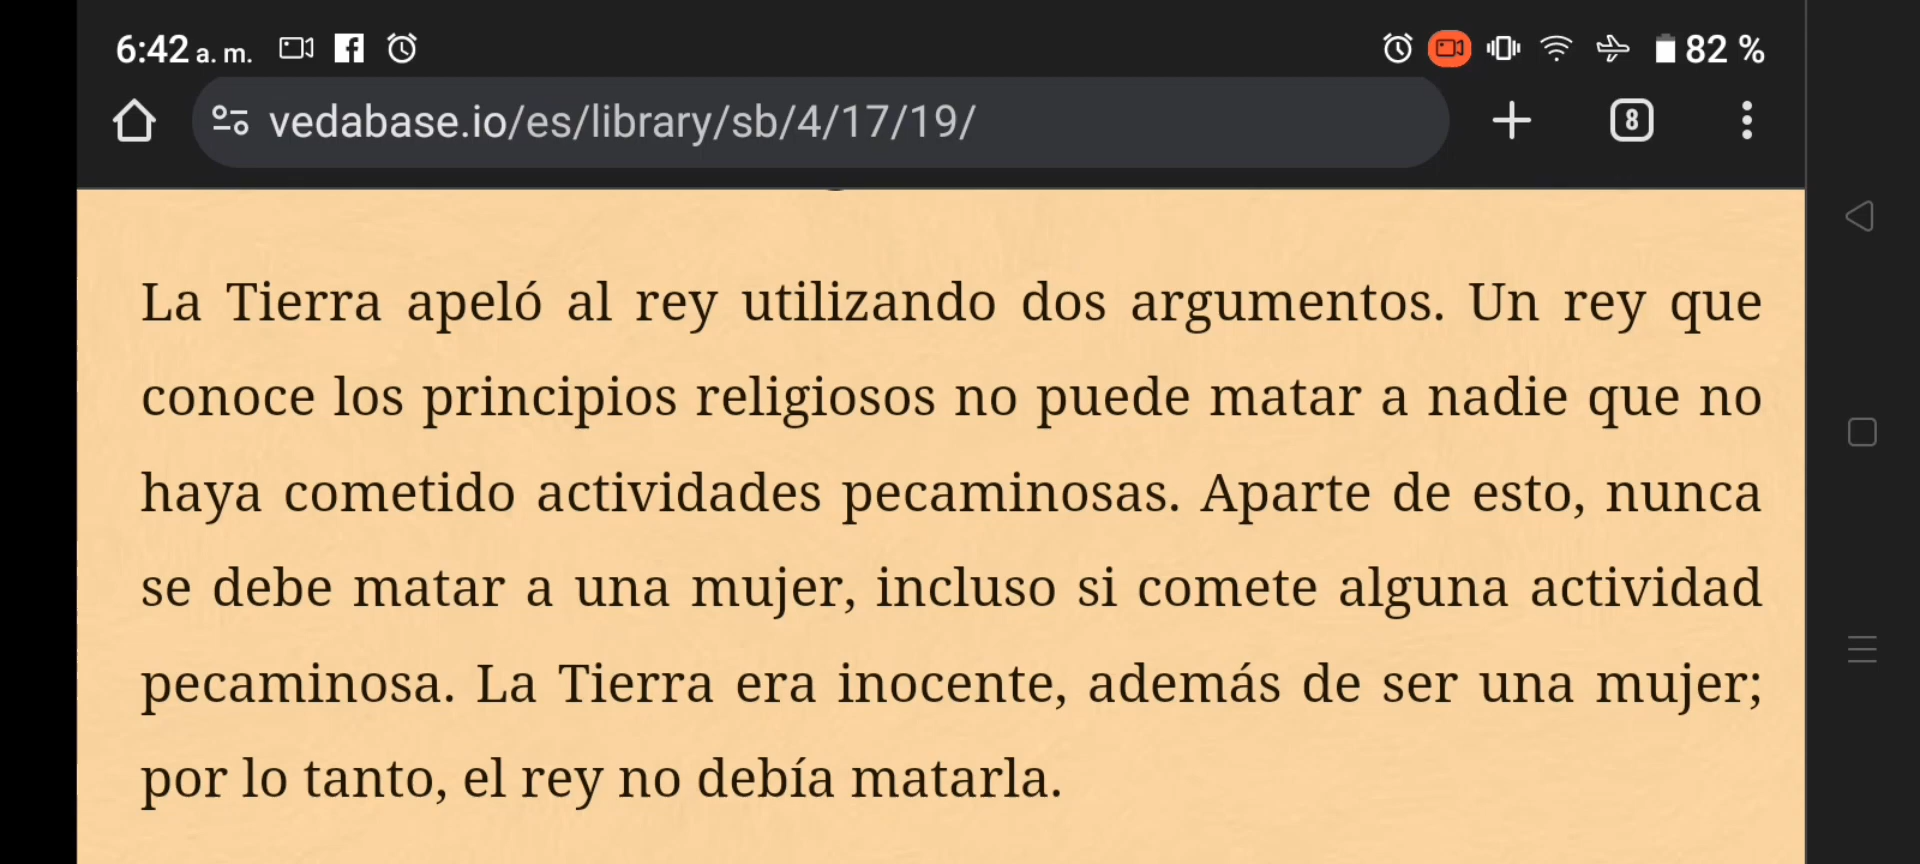 6:42 a. m.
82 %
vedabase.io/es/library/sb/4/17/19/
8
La Tierra apeló al rey utilizando dos argumentos. Un rey que
conoce los principios religiosos no puede matar a nadie que no
haya cometido actividades pecaminosas. Aparte de esto, nunca
se debe matar a una mujer, incluso si comete alguna actividad
pecaminosa. La Tierra era inocente, además de ser una mujer;
por lo tanto, el rey no debía matarla.